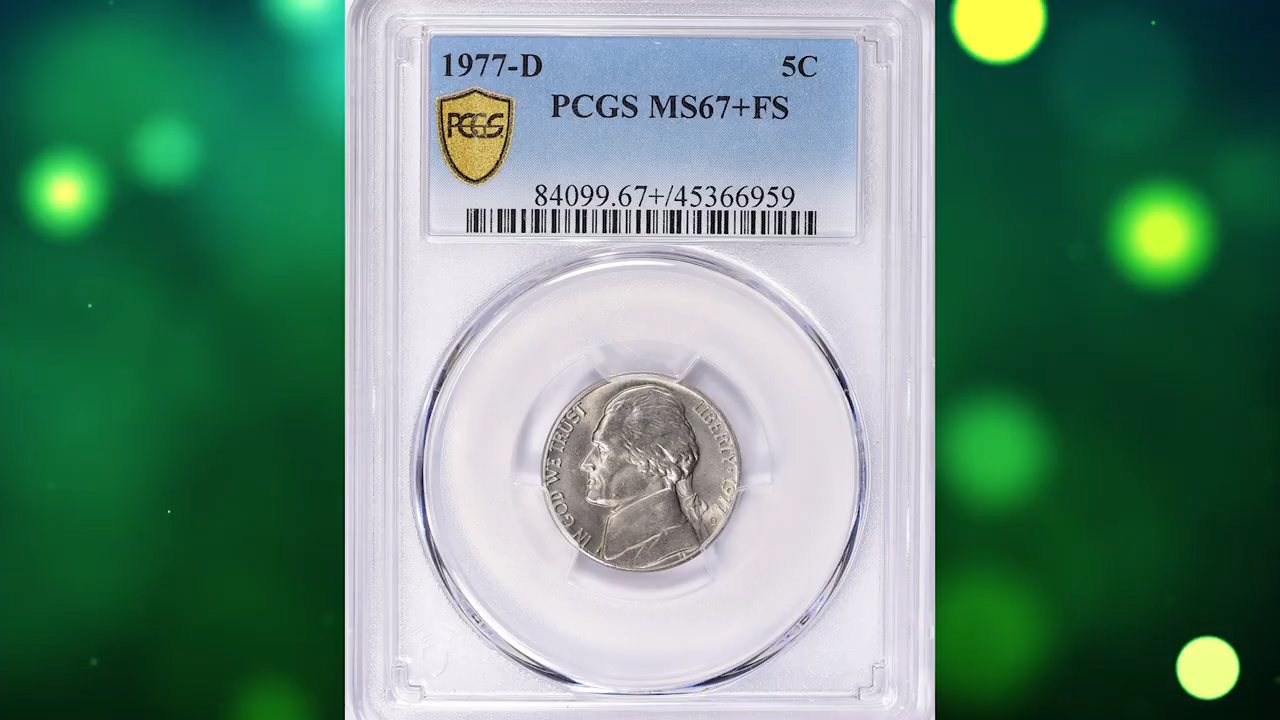 1977-D 5C
PCGS MS67+FS
PCGS
84099.67+/45366959
IN GOD WE TRUST
LIBERTY 1977
D